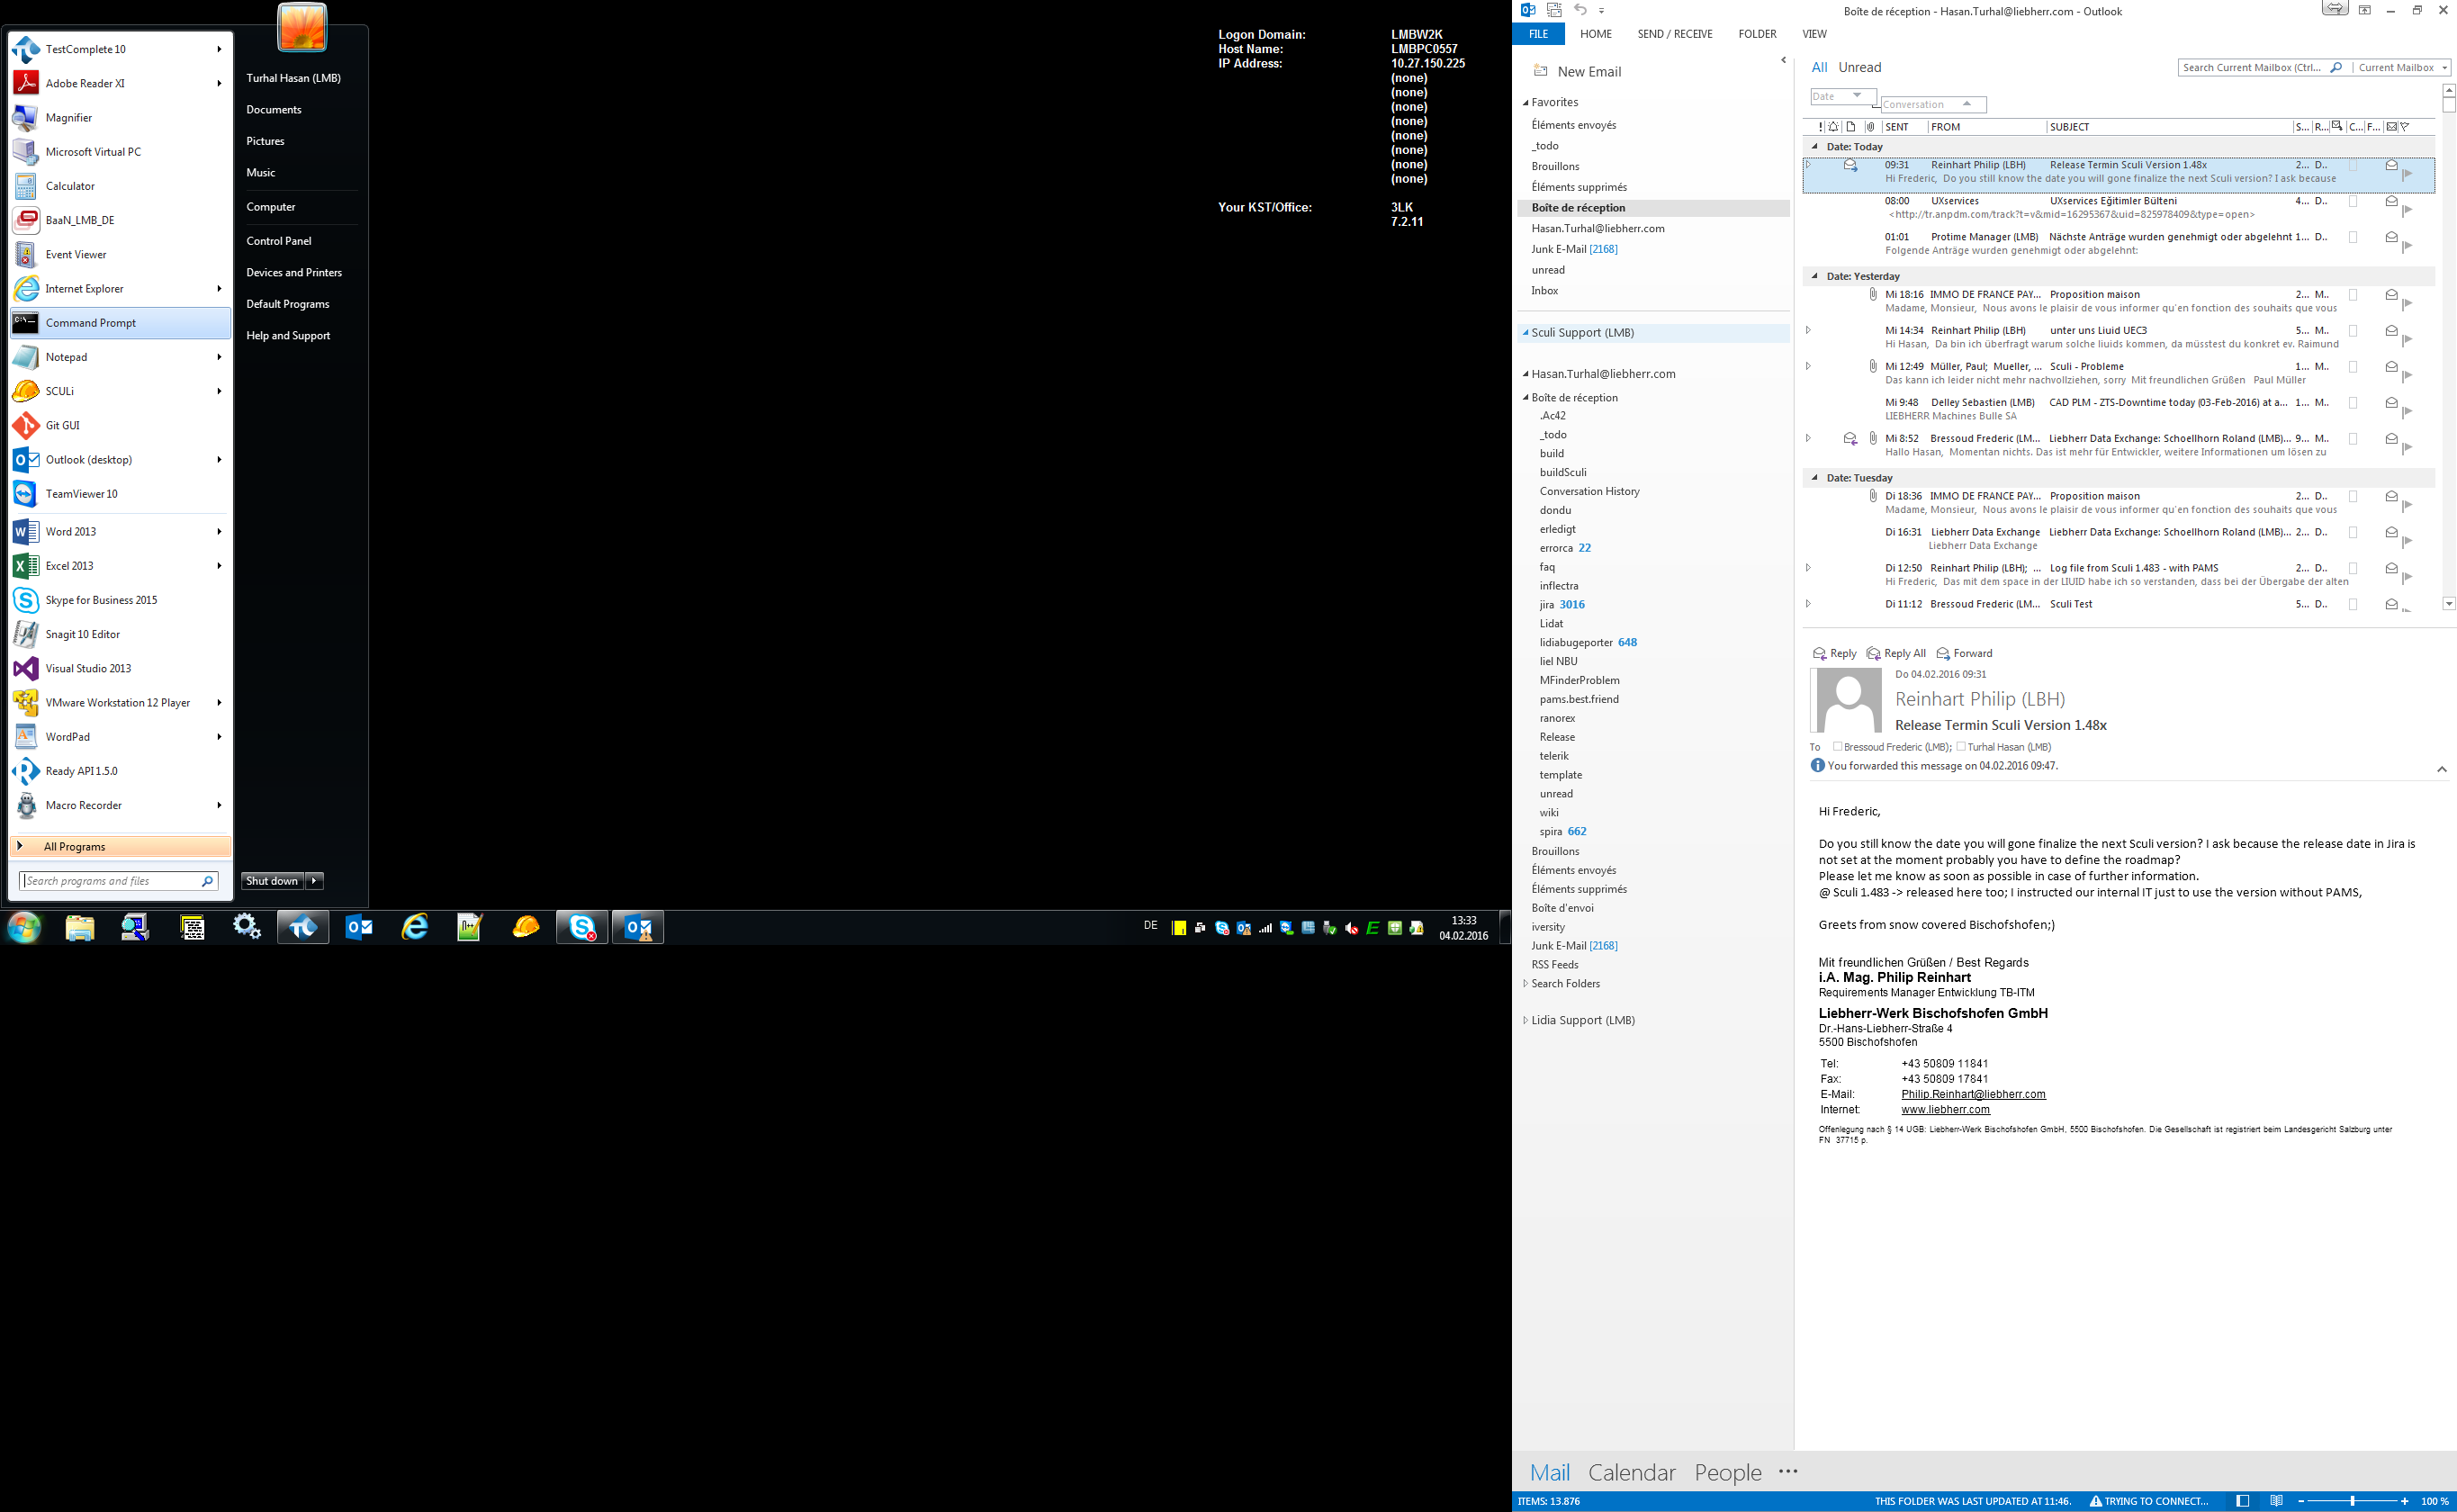 TestComplete 10
Adobe Reader XI
Magnifier
Microsoft Virtual PC
Calculator
BaaN_LMB_DE
Event Viewer
Internet Explorer
Command Prompt
Notepad
SCULi
Git GUI
Outlook (desktop)
TeamViewer 10
Word 2013
Excel 2013
Skype for Business 2015
Snagit 10 Editor
Visual Studio 2013
VMware Workstation 12 Player
WordPad
Ready API 1.5.0
Macro Recorder
All Programs
Search programs and files
Turhal Hasan (LMB)
Documents
Pictures
Music
Computer
Control Panel
Devices and Printers
Default Programs
Help and Support
Shut down
Logon Domain: LMBW2K
Host Name: LMBPC0557
IP Address: 10.27.150.225
(none)
(none)
(none)
(none)
(none)
(none)
(none)
(none)
Your KST/Office: 3LK
7.2.11
DE
13:33
04.02.2016
Boîte de réception - Hasan.Turhal@liebherr.com - Outlook
FILE HOME SEND / RECEIVE FOLDER VIEW
New Email
Favorites
Éléments envoyés
_todo
Brouillons
Éléments supprimés
Boîte de réception
Hasan.Turhal@liebherr.com
Junk E-Mail [2168]
unread
Inbox
Sculi Support (LMB)
Hasan.Turhal@liebherr.com
Boîte de réception
.Ac42
_todo
build
buildSculi
Conversation History
dondu
erledigt
errorca 22
faq
inflectra
jira 3016
Lidat
lidiabugeporter 648
liel NBU
MFinderProblem
pams.best.friend
ranorex
Release
telerik
template
unread
wiki
spira 662
Brouillons
Éléments envoyés
Éléments supprimés
Boîte d'envoi
iversity
Junk E-Mail [2168]
RSS Feeds
Search Folders
Lidia Support (LMB)
All Unread
Search Current Mailbox (Ctrl... Current Mailbox
Date
Conversation
! SENT FROM SUBJECT S... R... C... F...
Date: Today
09:31 Reinhart Philip (LBH) Release Termin Sculi Version 1.48x 2... D..
Hi Frederic, Do you still know the date you will gone finalize the next Sculi version? I ask because
08:00 UXservices UXservices Eğitimler Bülteni 4... D..
<http://tr.anpdm.com/track?t=v&mid=16295367&uid=825978409&type=open>
01:01 Protime Manager (LMB) Nächste Anträge wurden genehmigt oder abgelehnt 1... D..
Folgende Anträge wurden genehmigt oder abgelehnt:
Date: Yesterday
Mi 18:16 IMMO DE FRANCE PAY... Proposition maison 2... M..
Madame, Monsieur, Nous avons le plaisir de vous informer qu'en fonction des souhaits que vous
Mi 14:34 Reinhart Philip (LBH) unter uns Liuid UEC3 5... M..
Hi Hasan, Da bin ich überfragt warum solche liuids kommen, da müsstest du konkret ev. Raimund
Mi 12:49 Müller, Paul; Mueller, ... Sculi - Probleme 1... M..
Das kann ich leider nicht mehr nachvollziehen, sorry Mit freundlichen Grüßen Paul Müller
Mi 9:48 Delley Sebastien (LMB) CAD PLM - ZTS-Downtime today (03-Feb-2016) at a... 1... M..
LIEBHERR Machines Bulle SA
Mi 8:52 Bressoud Frederic (LM... Liebherr Data Exchange: Schoellhorn Roland (LMB)... 9... M..
Hallo Hasan, Momentan nichts. Das ist mehr für Entwickler, weitere Informationen um lösen zu
Date: Tuesday
Di 18:36 IMMO DE FRANCE PAY... Proposition maison 2... D..
Madame, Monsieur, Nous avons le plaisir de vous informer qu'en fonction des souhaits que vous
Di 16:31 Liebherr Data Exchange Liebherr Data Exchange: Schoellhorn Roland (LMB)... 2... D..
Liebherr Data Exchange
Di 12:50 Reinhart Philip (LBH); ... Log file from Sculi 1.483 - with PAMS 2... D..
Hi Frederic, Das mit dem space in der LIUID habe ich so verstanden, dass bei der Übergabe der alten
Di 11:12 Bressoud Frederic (LM... Sculi Test 5... D..
Reply Reply All Forward
Do 04.02.2016 09:31
Reinhart Philip (LBH)
Release Termin Sculi Version 1.48x
To Bressoud Frederic (LMB); Turhal Hasan (LMB)
You forwarded this message on 04.02.2016 09:47.
Hi Frederic,
Do you still know the date you will gone finalize the next Sculi version? I ask because the release date in Jira is
not set at the moment probably you have to define the roadmap?
Please let me know as soon as possible in case of further information.
@ Sculi 1.483 -> released here too; I instructed our internal IT just to use the version without PAMS,
Greets from snow covered Bischofshofen;)
Mit freundlichen Grüßen / Best Regards
i.A. Mag. Philip Reinhart
Requirements Manager Entwicklung TB-ITM
Liebherr-Werk Bischofshofen GmbH
Dr.-Hans-Liebherr-Straße 4
5500 Bischofshofen
Tel: +43 50809 11841
Fax: +43 50809 17841
E-Mail: Philip.Reinhart@liebherr.com
Internet: www.liebherr.com
Offenlegung nach § 14 UGB: Liebherr-Werk Bischofshofen GmbH, 5500 Bischofshofen. Die Gesellschaft ist registriert beim Landesgericht Salzburg unter
FN 37715 p.
Mail Calendar People ...
ITEMS: 13.876 THIS FOLDER WAS LAST UPDATED AT 11:46. TRYING TO CONNECT... 100 %